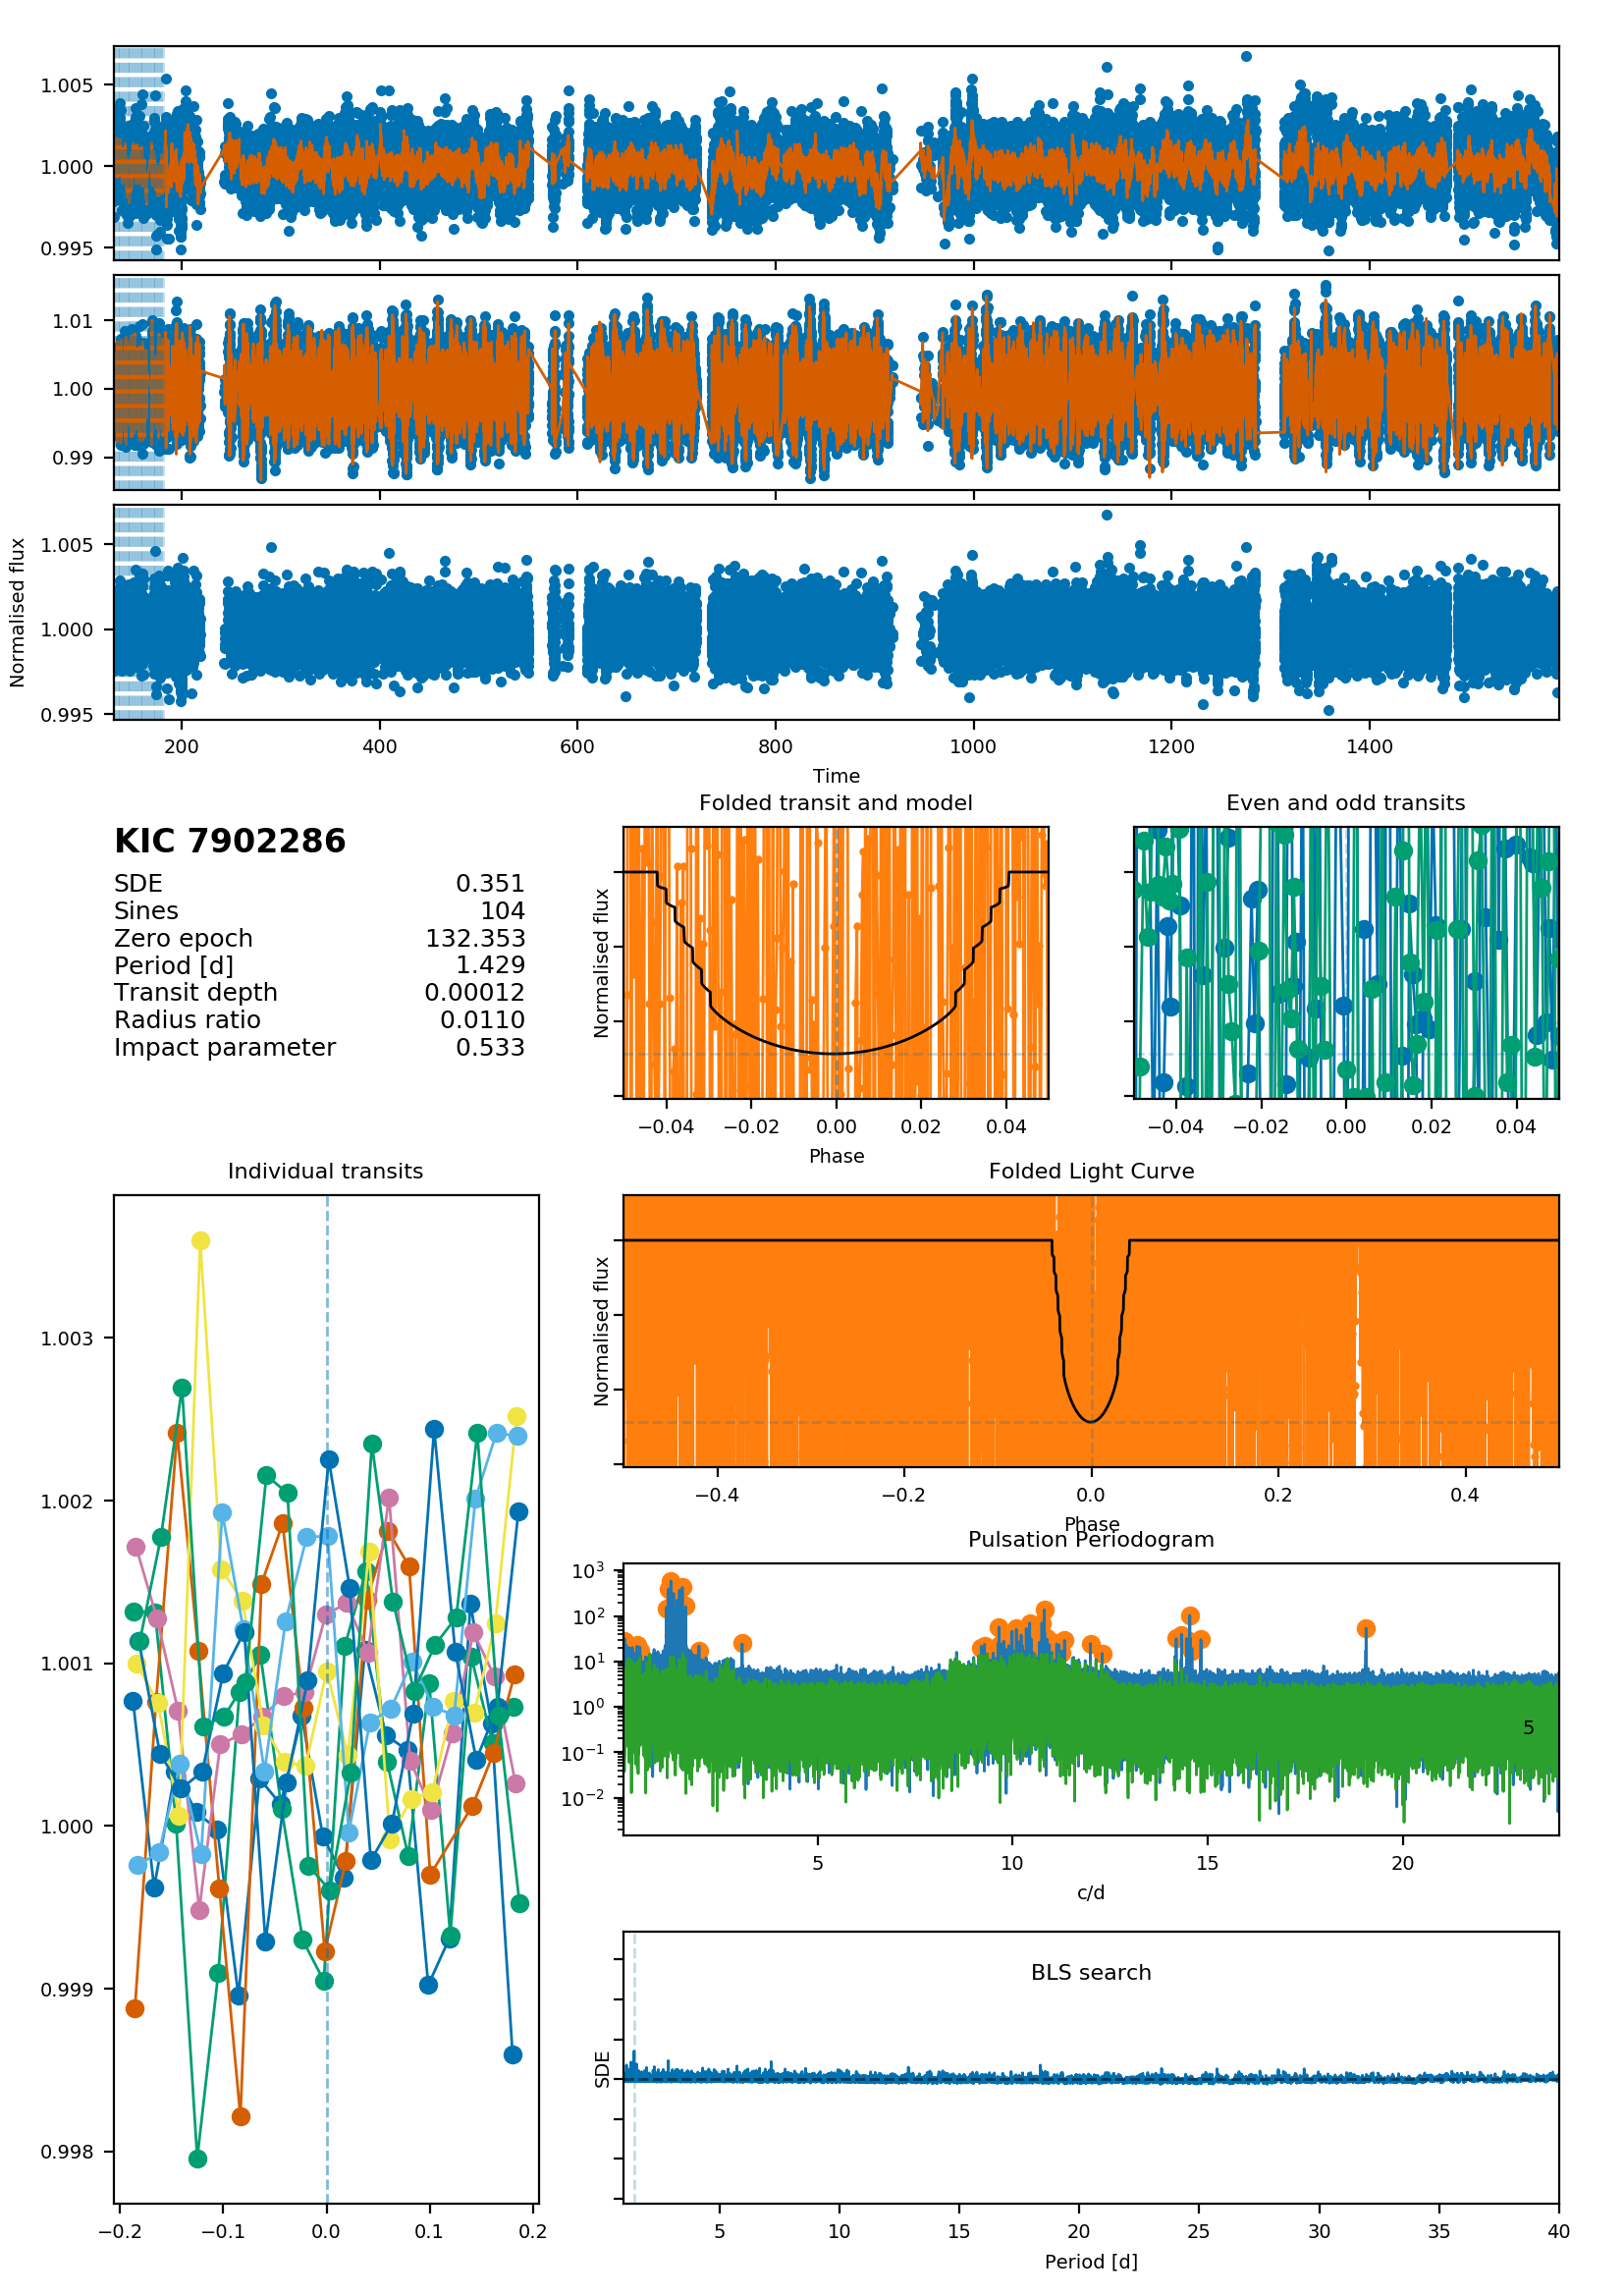 1.005
1.000
0.995
1.01
1.00
0.99
1.005
1.000
0.995
Normalised flux
200 400 600 800 1000 1200 1400
Time
KIC 7902286
SDE 0.351
Sines 104
Zero epoch 132.353
Period [d] 1.429
Transit depth 0.00012
Radius ratio 0.0110
Impact parameter 0.533
Folded transit and model
Normalised flux
−0.04 −0.02 0.00 0.02 0.04
Phase
Even and odd transits
−0.04 −0.02 0.00 0.02 0.04
Individual transits
1.003
1.002
1.001
1.000
0.999
0.998
−0.2 −0.1 0.0 0.1 0.2
Folded Light Curve
Normalised flux
−0.4 −0.2 0.0 0.2 0.4
Phase
Pulsation Periodogram
10³
10²
10¹
10⁰
10⁻¹
10⁻²
5
5 10 15 20
c/d
BLS search
SDE
5 10 15 20 25 30 35 40
Period [d]